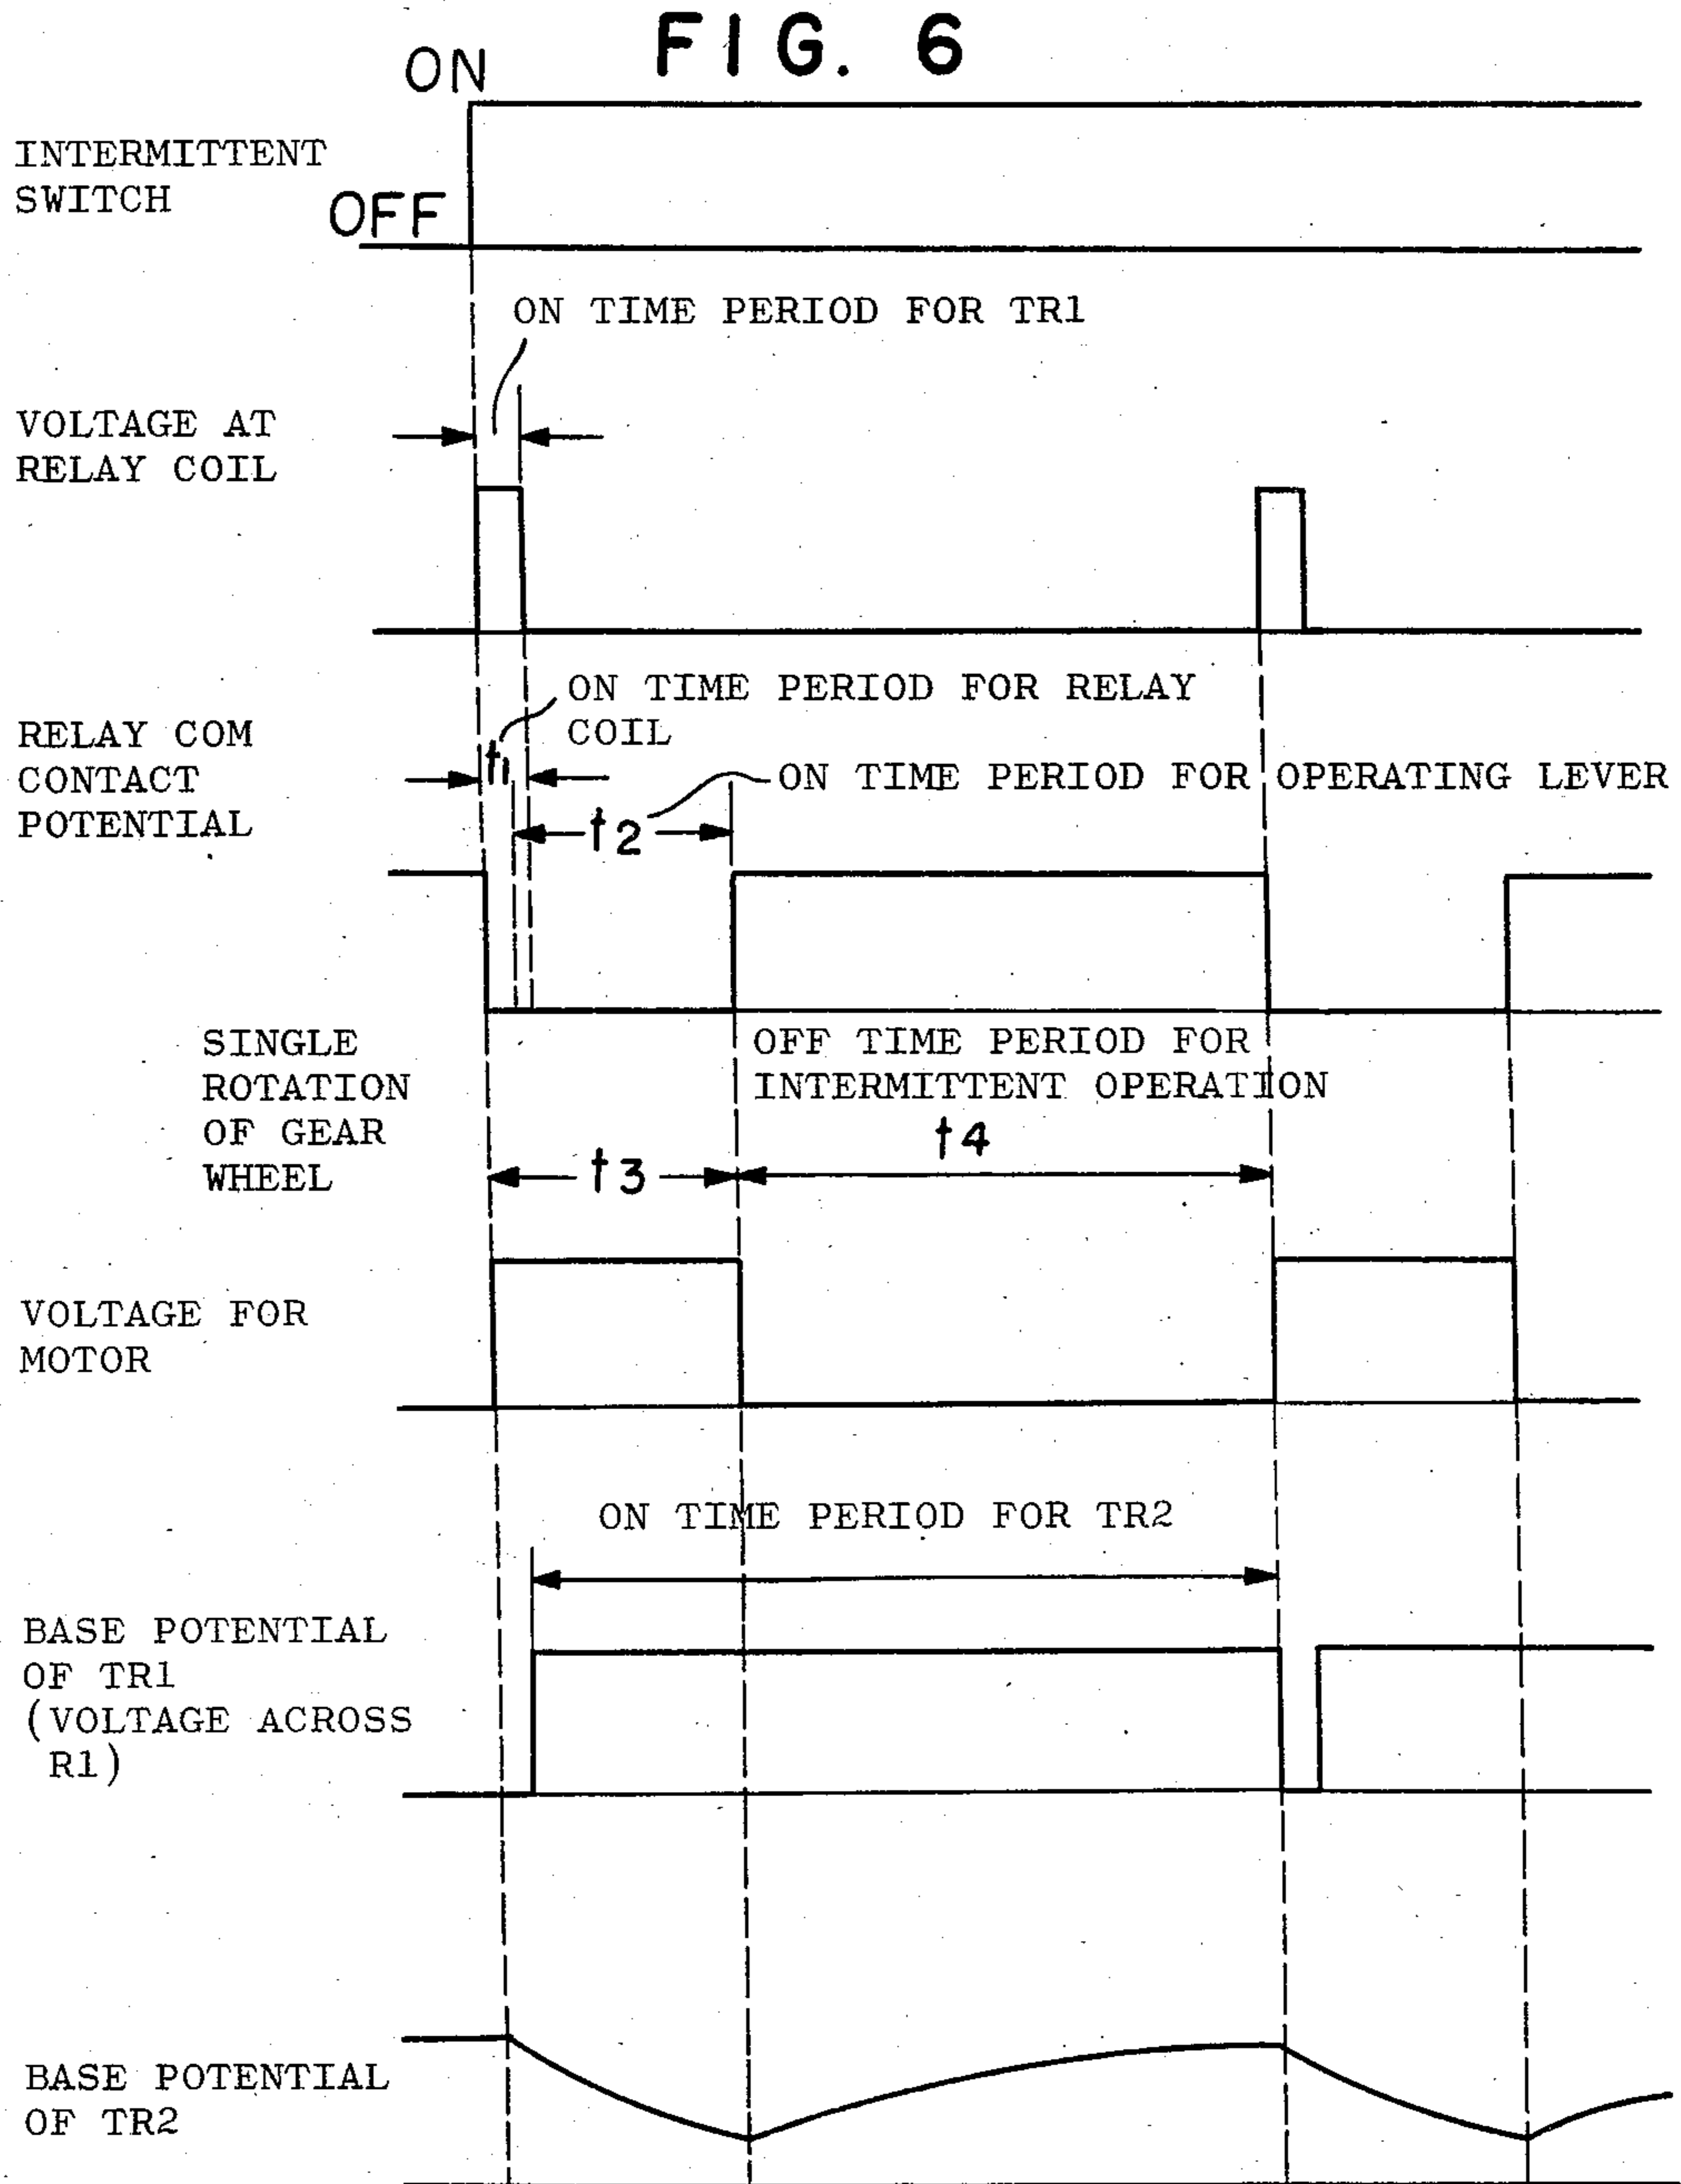 FIG. 6
ON
INTERMITTENT
SWITCH
OFF
ON TIME PERIOD FOR TR1
VOLTAGE AT
RELAY COIL
ON TIME PERIOD FOR RELAY
COIL
RELAY COM
CONTACT
POTENTIAL
t1
ON TIME PERIOD FOR OPERATING LEVER
t2
SINGLE
ROTATION
OF GEAR
WHEEL
OFF TIME PERIOD FOR
INTERMITTENT OPERATION
t3
t4
VOLTAGE FOR
MOTOR
ON TIME PERIOD FOR TR2
BASE POTENTIAL
OF TR1
(VOLTAGE ACROSS
R1)
BASE POTENTIAL
OF TR2